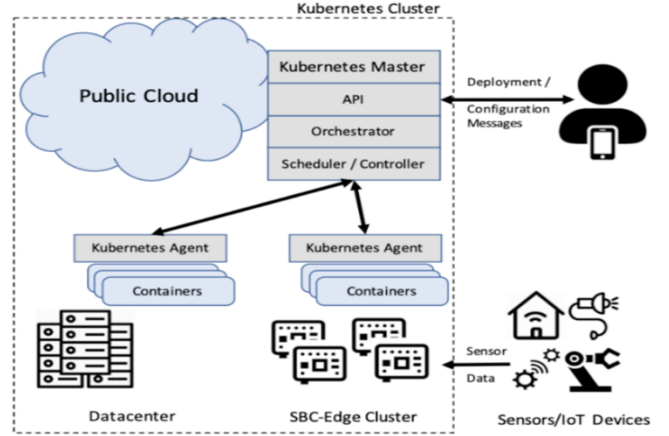 Kubernetes Cluster
Public Cloud
Kubernetes Master
API
Orchestrator
Scheduler / Controller
Deployment /
Configuration
Messages
Kubernetes Agent
Containers
Kubernetes Agent
Containers
Datacenter
SBC-Edge Cluster
Sensor
Data
Sensors/IoT Devices